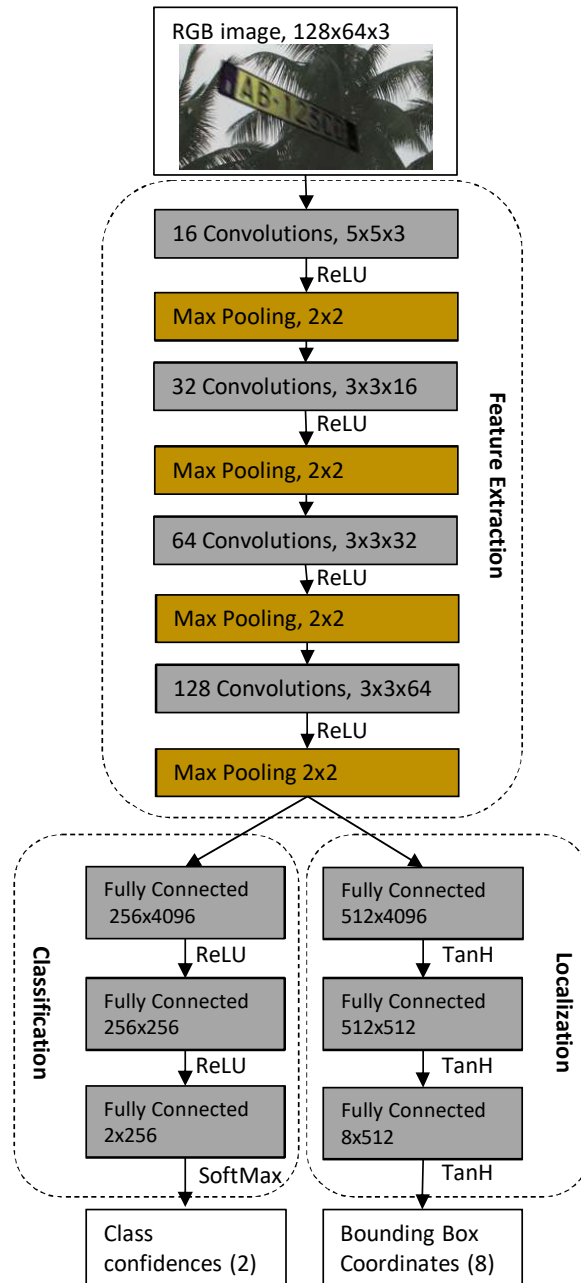 RGB image, 128x64x3
AB-123CD
16 Convolutions, 5x5x3
ReLU
Max Pooling, 2x2
32 Convolutions, 3x3x16
ReLU
Max Pooling, 2x2
64 Convolutions, 3x3x32
ReLU
Max Pooling, 2x2
128 Convolutions, 3x3x64
ReLU
Max Pooling 2x2
Feature Extraction
Classification
Fully Connected
256x4096
ReLU
Fully Connected
256x256
ReLU
Fully Connected
2x256
SoftMax
Class
confidences (2)
Fully Connected
512x4096
TanH
Fully Connected
512x512
TanH
Fully Connected
8x512
TanH
Localization
Bounding Box
Coordinates (8)